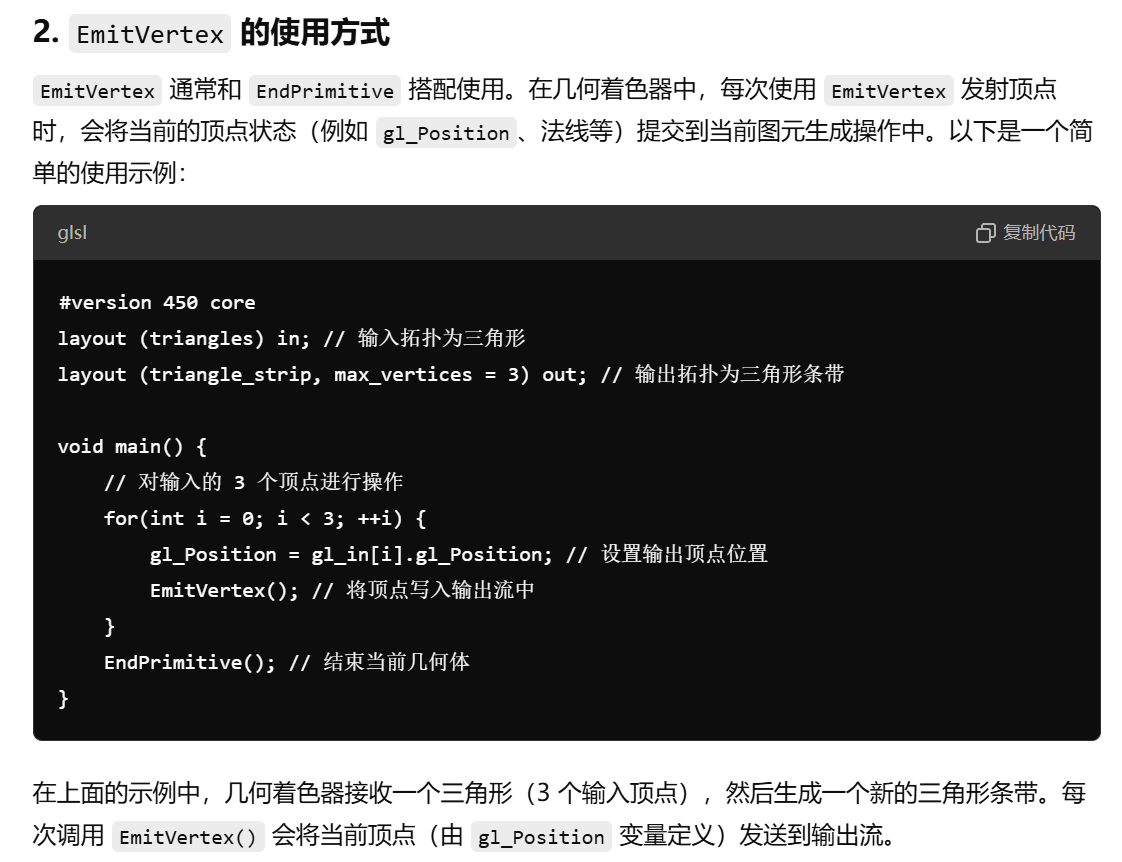 2. EmitVertex 的使用方式
EmitVertex 通常和 EndPrimitive 搭配使用。在几何着色器中，每次使用 EmitVertex 发射顶点
时，会将当前的顶点状态（例如 gl_Position、法线等）提交到当前图元生成操作中。以下是一个简
单的使用示例：
glsl 复制代码
#version 450 core
layout (triangles) in; // 输入拓扑为三角形
layout (triangle_strip, max_vertices = 3) out; // 输出拓扑为三角形条带
void main() {
    // 对输入的 3 个顶点进行操作
    for(int i = 0; i < 3; ++i) {
        gl_Position = gl_in[i].gl_Position; // 设置输出顶点位置
        EmitVertex(); // 将顶点写入输出流中
    }
    EndPrimitive(); // 结束当前几何体
}
在上面的示例中，几何着色器接收一个三角形（3 个输入顶点），然后生成一个新的三角形条带。每
次调用 EmitVertex() 会将当前顶点（由 gl_Position 变量定义）发送到输出流。